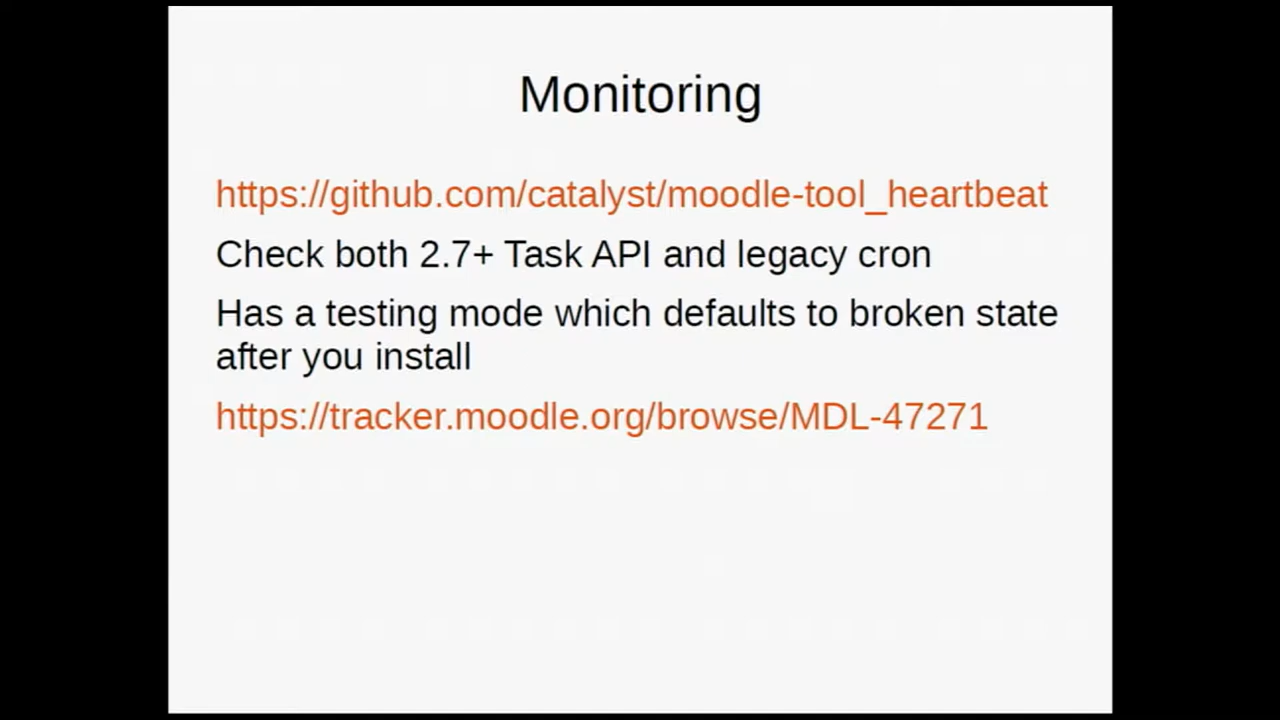 Monitoring
https://github.com/catalyst/moodle-tool_heartbeat
Check both 2.7+ Task API and legacy cron
Has a testing mode which defaults to broken state
after you install
https://tracker.moodle.org/browse/MDL-47271